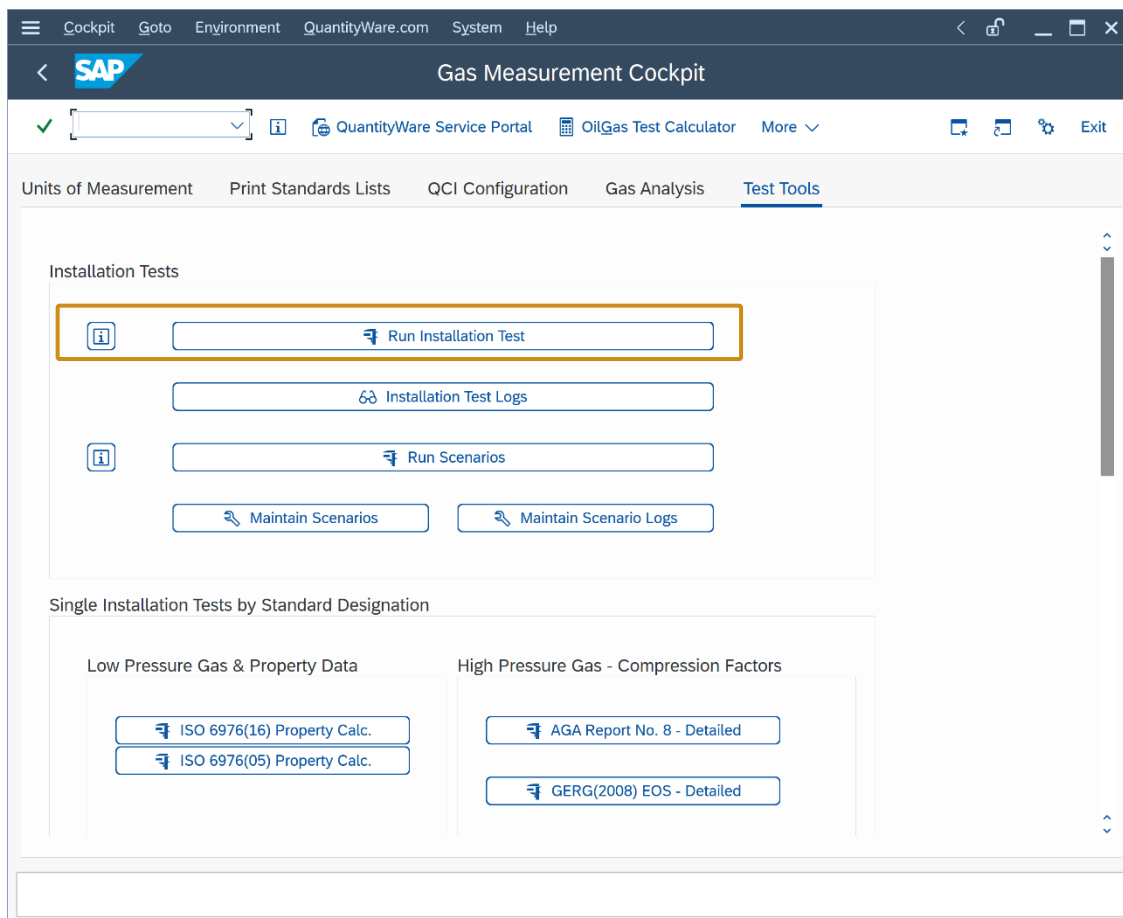 Cockpit Goto Environment QuantityWare.com System Help
SAP Gas Measurement Cockpit
QuantityWare Service Portal OilGas Test Calculator More Exit
Units of Measurement Print Standards Lists QCI Configuration Gas Analysis Test Tools
Installation Tests
Run Installation Test
Installation Test Logs
Run Scenarios
Maintain Scenarios Maintain Scenario Logs
Single Installation Tests by Standard Designation
Low Pressure Gas & Property Data High Pressure Gas - Compression Factors
ISO 6976(16) Property Calc. AGA Report No. 8 - Detailed
ISO 6976(05) Property Calc.
GERG(2008) EOS - Detailed